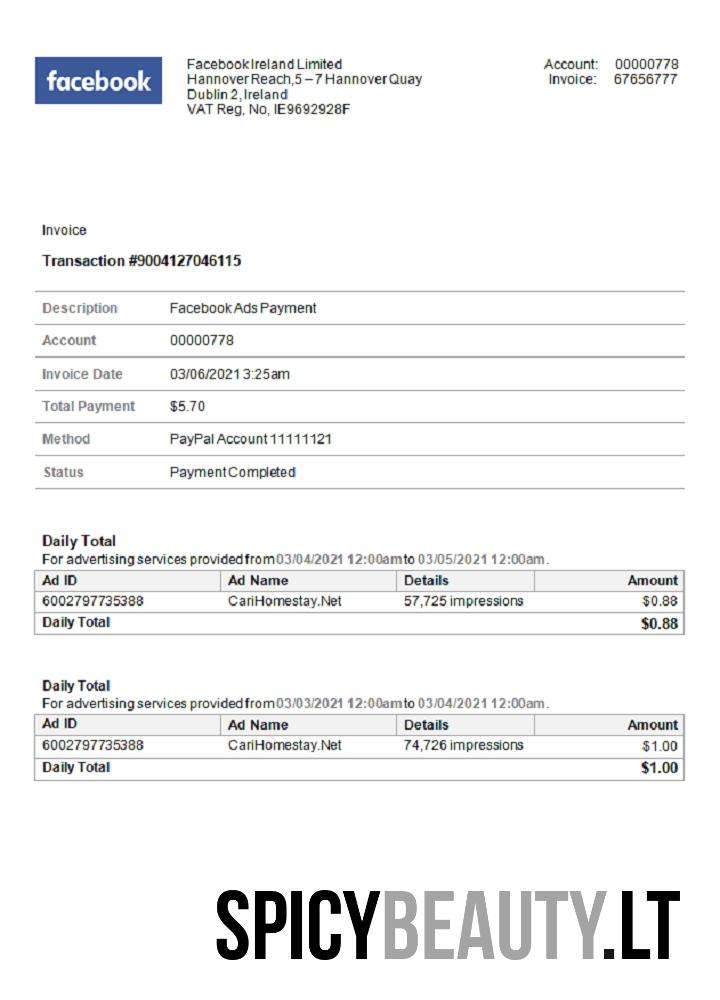 facebook
Facebook Ireland Limited
Hannover Reach, 5 – 7 Hannover Quay
Dublin 2, Ireland
VAT Reg, No, IE9692928F
Account: 00000778
Invoice: 67656777
Invoice
Transaction #9004127046115
Description Facebook Ads Payment
Account 00000778
Invoice Date 03/06/2021 3:25am
Total Payment $5.70
Method PayPal Account 11111121
Status Payment Completed
Daily Total
For advertising services provided from 03/04/2021 12:00am to 03/05/2021 12:00am.
Ad ID Ad Name Details Amount
6002797735388 CariHomestay.Net 57,725 impressions $0.88
Daily Total $0.88
Daily Total
For advertising services provided from 03/03/2021 12:00am to 03/04/2021 12:00am.
Ad ID Ad Name Details Amount
6002797735388 CariHomestay.Net 74,726 impressions $1.00
Daily Total $1.00
SPICYBEAUTY.LT